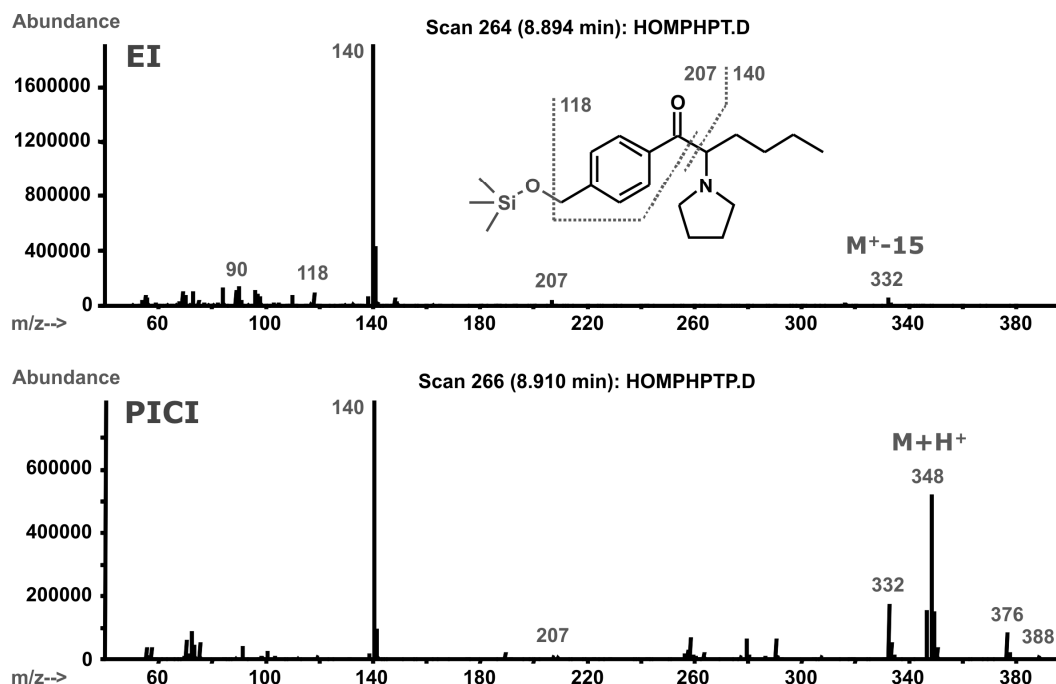 Abundance
Scan 264 (8.894 min): HOMPHPT.D
EI
140
1600000
1200000
800000
400000
0
207 140
118
O
O
Si
N
M⁺-15
90
118
207
332
m/z--> 60 100 140 180 220 260 300 340 380
Abundance
Scan 266 (8.910 min): HOMPHPTP.D
PICI
140
M+H⁺
348
600000
400000
200000
0
332
376
207
388
m/z--> 60 100 140 180 220 260 300 340 380